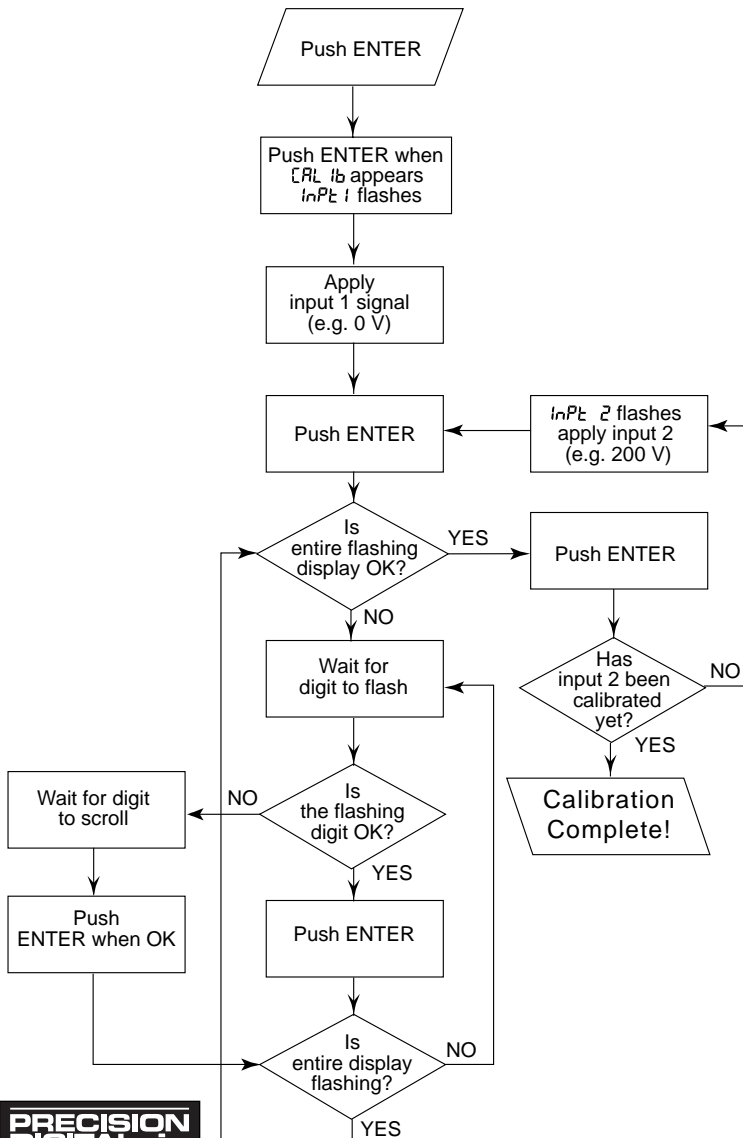 Push ENTER
Push ENTER when
CAL ib appears
InPt 1 flashes
Apply
input 1 signal
(e.g. 0 V)
Push ENTER
InPt 2 flashes
apply input 2
(e.g. 200 V)
Is
entire flashing
display OK?
YES
Push ENTER
NO
Wait for
digit to flash
Has
input 2 been
calibrated
yet?
NO
YES
Calibration
Complete!
Is
the flashing
digit OK?
NO
Wait for digit
to scroll
YES
Push
ENTER when OK
Push ENTER
Is
entire display
flashing?
NO
YES
PRECISION
DIGITAL